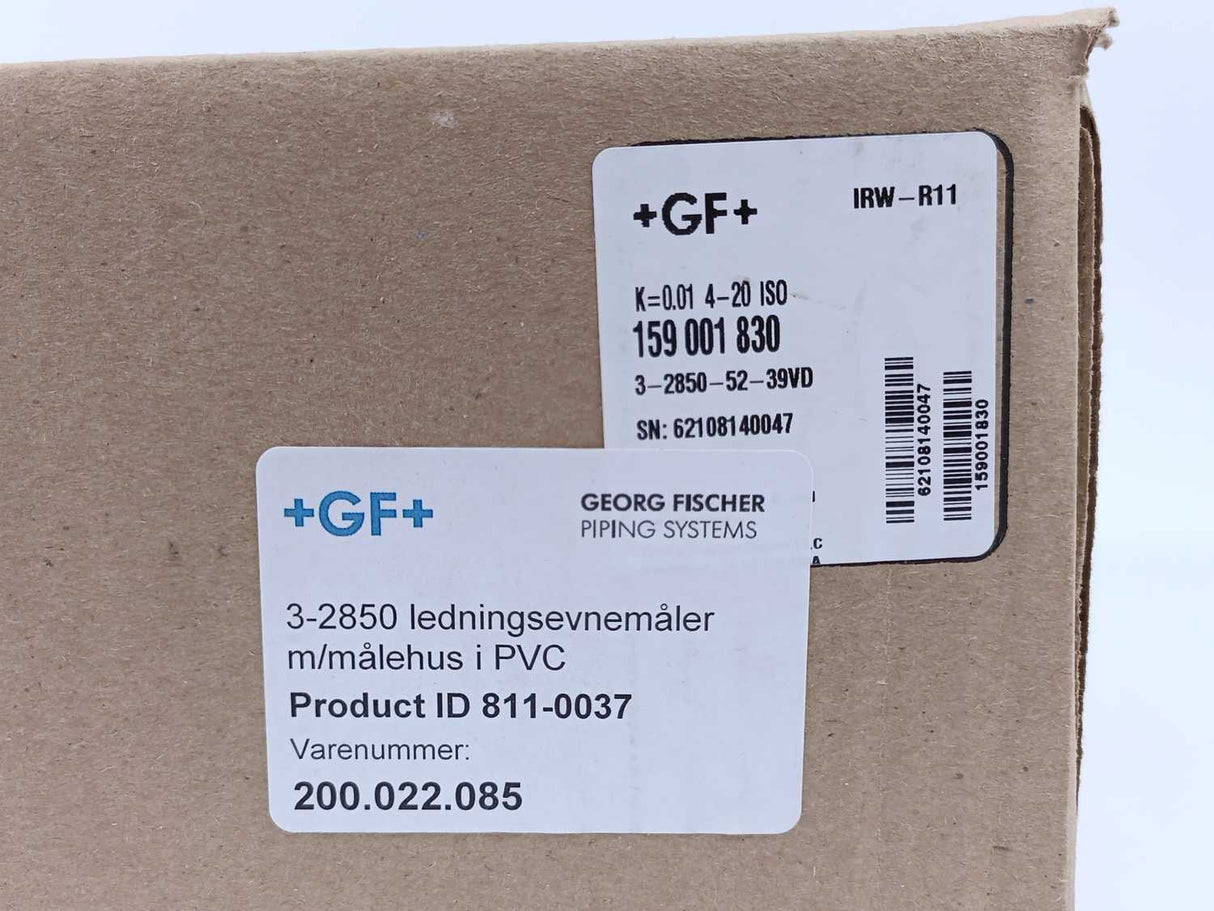 +GF+
IRW-R11
K=0.01 4-20 ISO
159 001 830
3-2850-52-39VD
SN: 62108140047
62108140047
159001830
+GF+
GEORG FISCHER
PIPING SYSTEMS
3-2850 ledningsevnemåler
m/målehus i PVC
Product ID 811-0037
Varenummer:
200.022.085